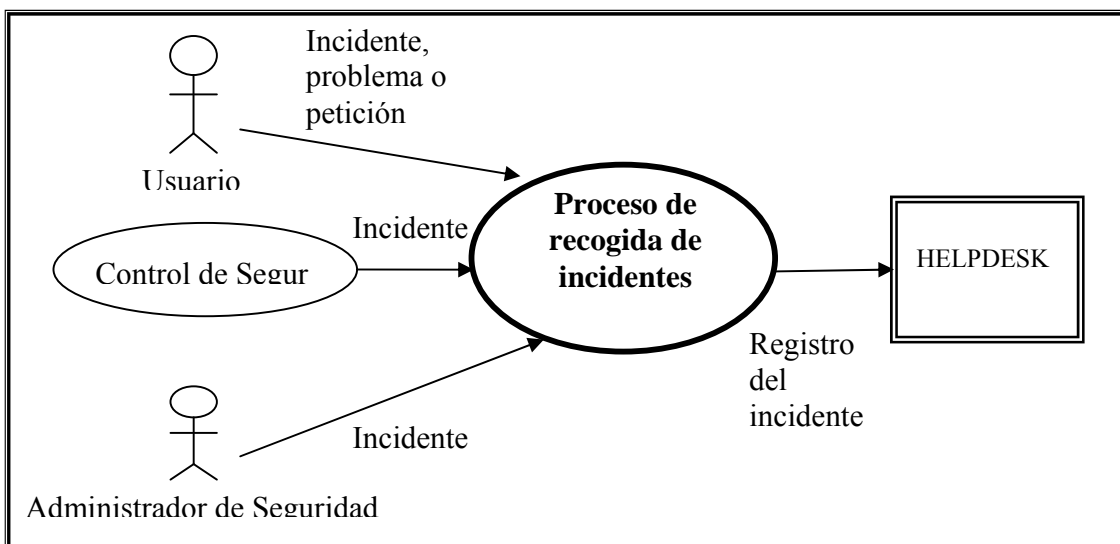 Incidente,
problema o
petición
Usuario
Incidente
Control de Segur
Proceso de
recogida de
incidentes
HELPDESK
Registro
del
incidente
Incidente
Administrador de Seguridad